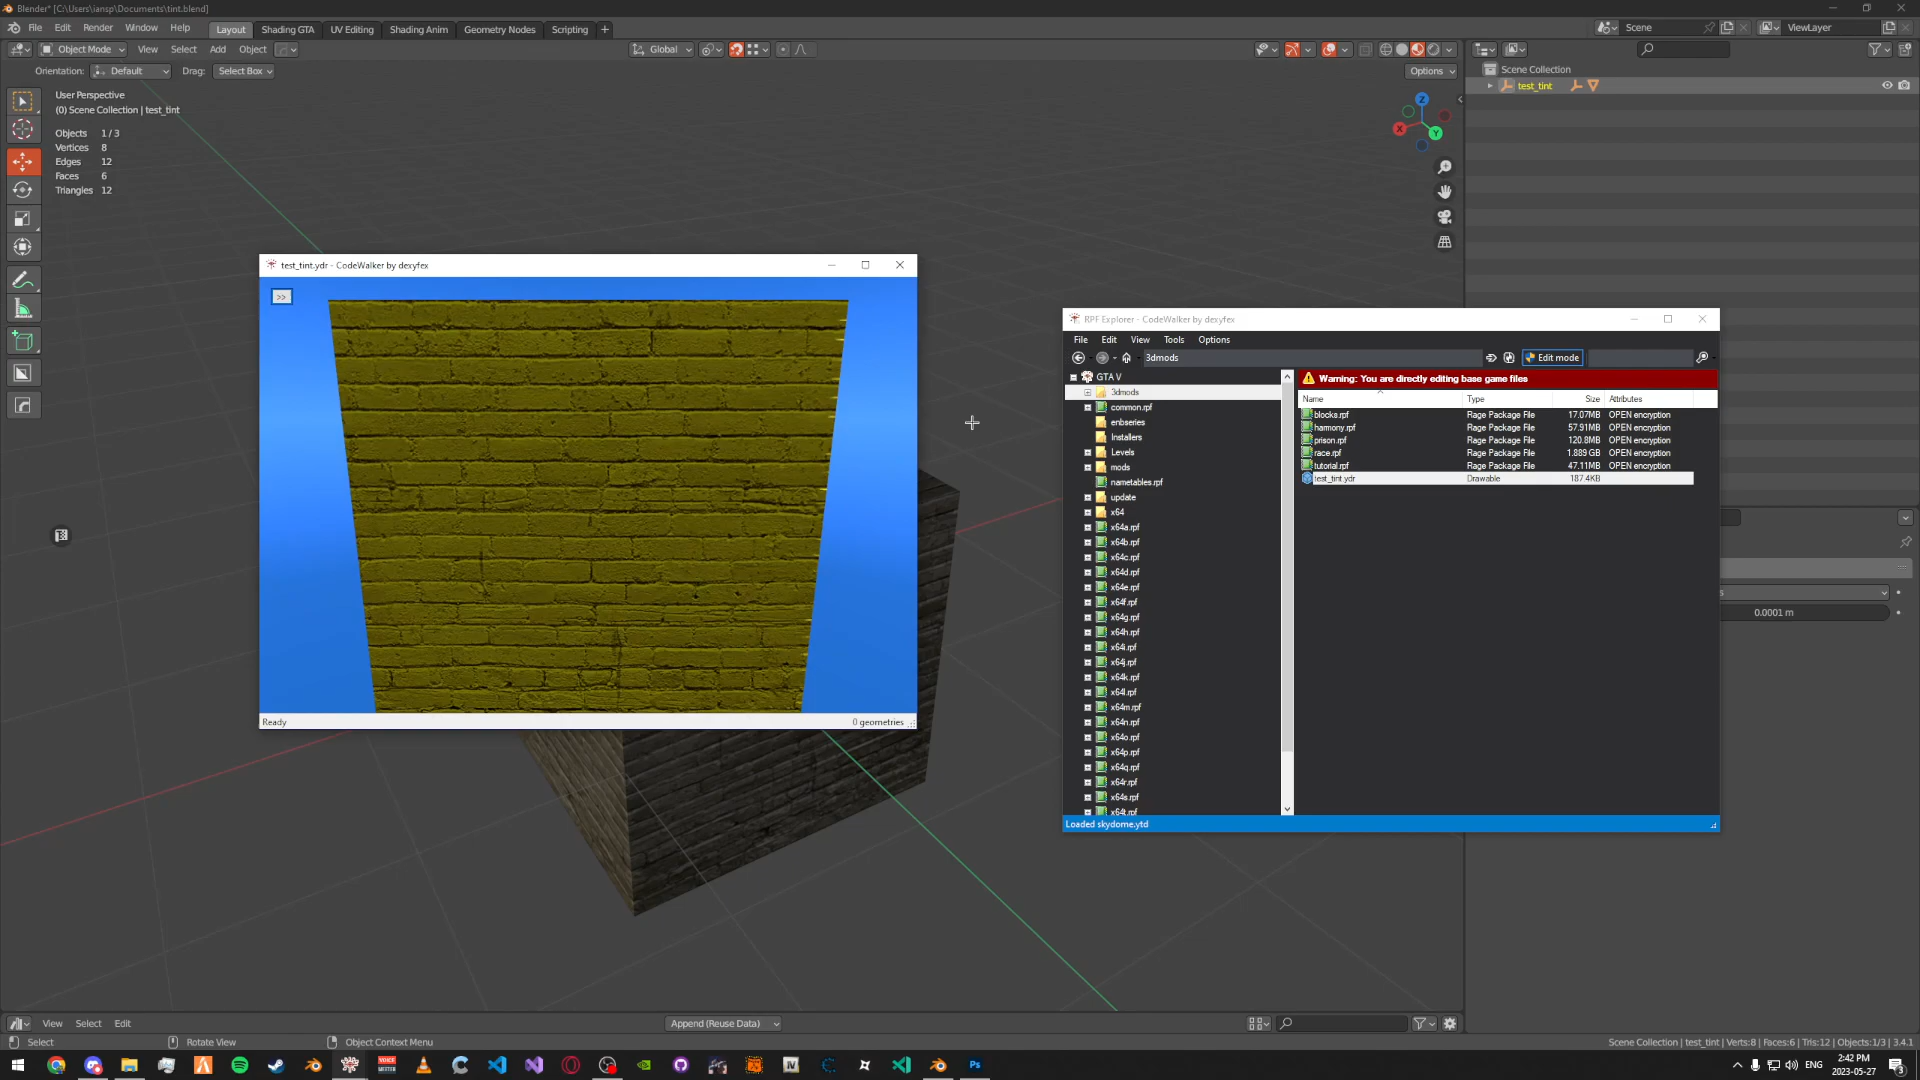 Blender* [C:\Users\iansp\Documents\tint.blend]
File Edit Render Window Help Layout Shading GTA UV Editing Shading Anim Geometry Nodes Scripting +
Scene ViewLayer
Object Mode View Select Add Object Global
Orientation: Default Drag: Select Box Options
Scene Collection
test_tint
User Perspective
(0) Scene Collection | test_tint
Objects 1 / 3
Vertices 8
Edges 12
Faces 6
Triangles 12
Z
X
Y
test_tint.ydr - CodeWalker by dexyfex
>>
Ready 0 geometries
RPF Explorer - CodeWalker by dexyfex
File Edit View Tools Options
3dmods Edit mode
GTA V
3dmods
common.rpf
enbseries
Installers
Levels
mods
nametables.rpf
update
x64
x64a.rpf
x64b.rpf
x64c.rpf
x64d.rpf
x64e.rpf
x64f.rpf
x64g.rpf
x64h.rpf
x64i.rpf
x64j.rpf
x64k.rpf
x64l.rpf
x64m.rpf
x64n.rpf
x64o.rpf
x64p.rpf
x64q.rpf
x64r.rpf
x64s.rpf
x64t.rpf
Warning: You are directly editing base game files
Name Type Size Attributes
blocks.rpf Rage Package File 17.07MB OPEN encryption
harmony.rpf Rage Package File 57.91MB OPEN encryption
prison.rpf Rage Package File 120.8MB OPEN encryption
race.rpf Rage Package File 1.889 GB OPEN encryption
tutorial.rpf Rage Package File 47.11MB OPEN encryption
test_tint.ydr Drawable 187.4KB
Loaded skydome.ytd
s
0.0001 m
View Select Edit Append (Reuse Data)
Select Rotate View Object Context Menu
Scene Collection | test_tint | Verts:8 | Faces:6 | Tris:12 | Objects:1/3 | 3.4.1
VOICE
Ps
ENG
2:42 PM
2023-05-27
3